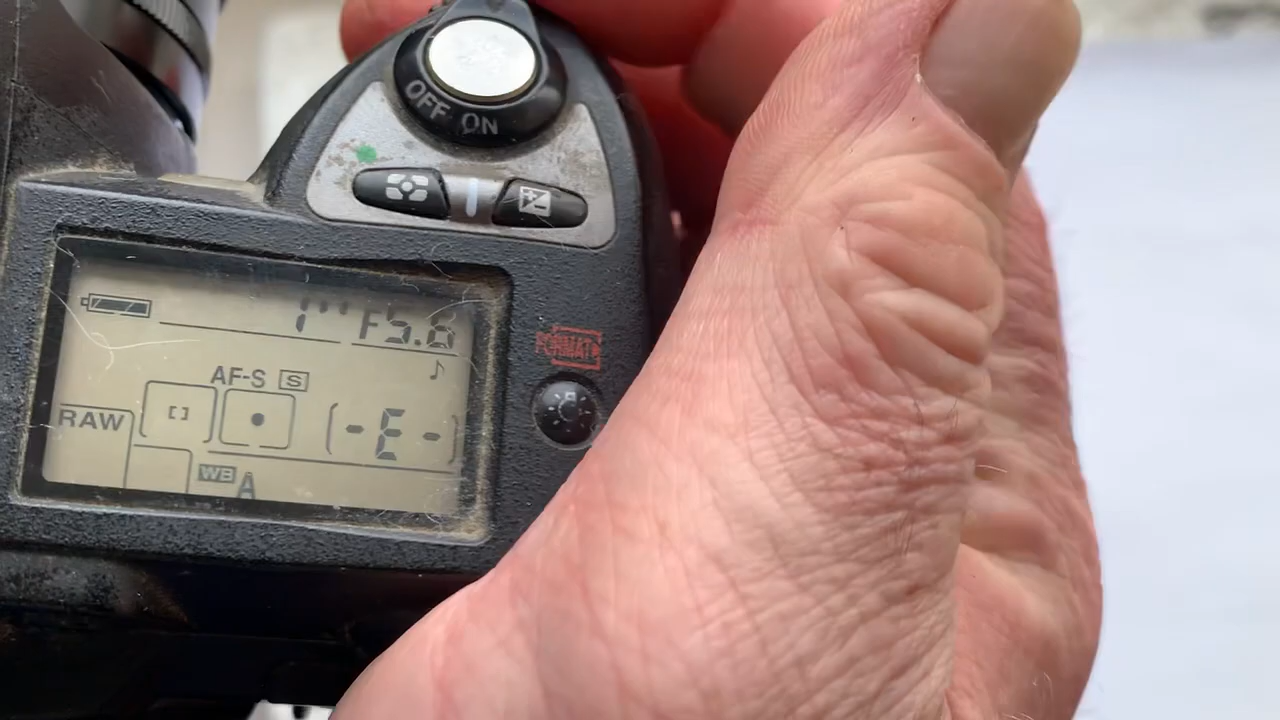 OFF ON
1'' F5.6
FORMAT
AF-S S
RAW
(-E-)
WB A